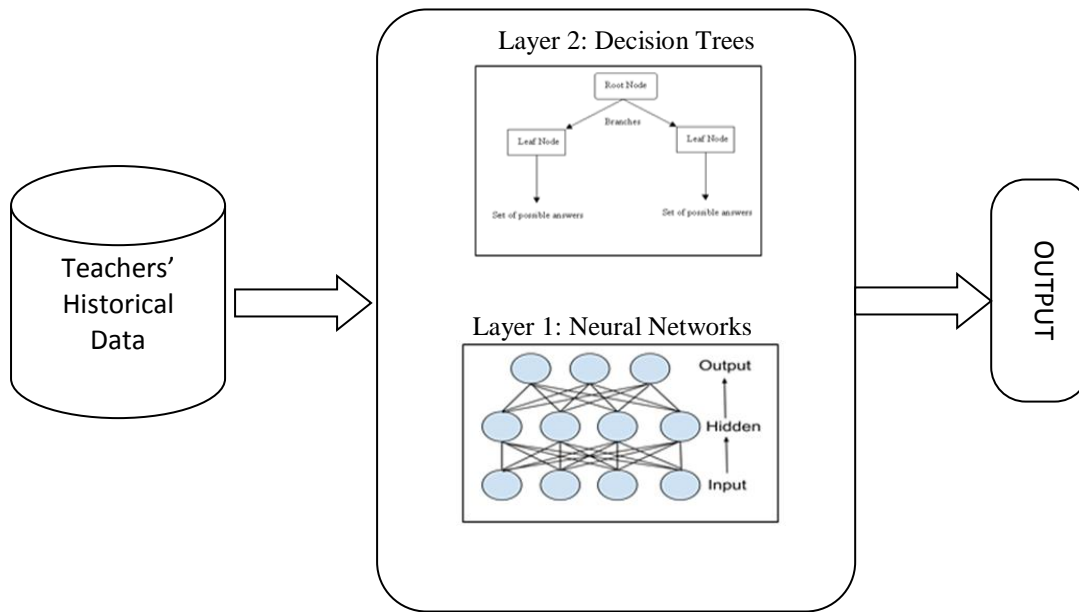 Layer 2: Decision Trees
Root Node
Branches
Leaf Node
Leaf Node
Set of possible answers
Set of possible answers
Teachers’
Historical
Data
OUTPUT
Layer 1: Neural Networks
Output
Hidden
Input